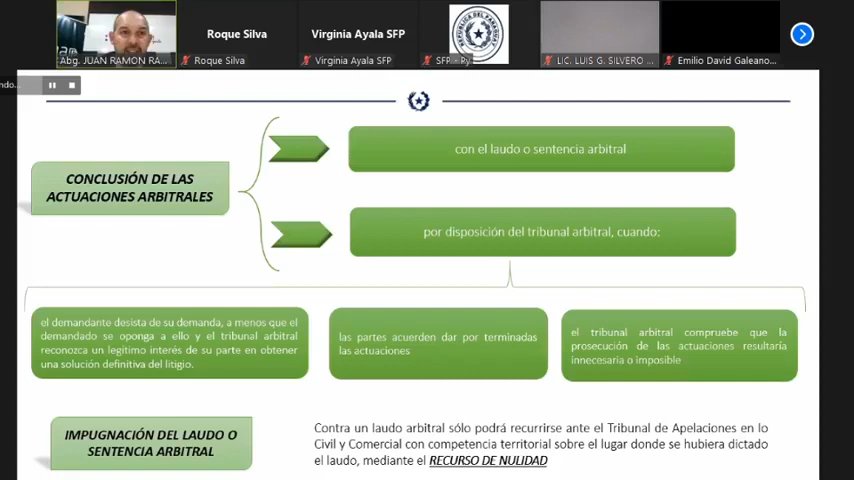 Roque Silva
Virginia Ayala SFP
Abg. JUAN RAMON RA...
Roque Silva
Virginia Ayala SFP
SFP - Py
LIC. LUIS G. SILVERO ...
Emilio David Galeano...
ndo...
CONCLUSIÓN DE LAS
ACTUACIONES ARBITRALES
con el laudo o sentencia arbitral
por disposición del tribunal arbitral, cuando:
el demandante desista de su demanda, a menos que el
demandado se oponga a ello y el tribunal arbitral
reconozca un legítimo interés de su parte en obtener
una solución definitiva del litigio.
las partes acuerden dar por terminadas
las actuaciones
el tribunal arbitral compruebe que la
prosecución de las actuaciones resultaría
innecesaria o imposible
IMPUGNACIÓN DEL LAUDO O
SENTENCIA ARBITRAL
Contra un laudo arbitral sólo podrá recurrirse ante el Tribunal de Apelaciones en lo
Civil y Comercial con competencia territorial sobre el lugar donde se hubiera dictado
el laudo, mediante el RECURSO DE NULIDAD